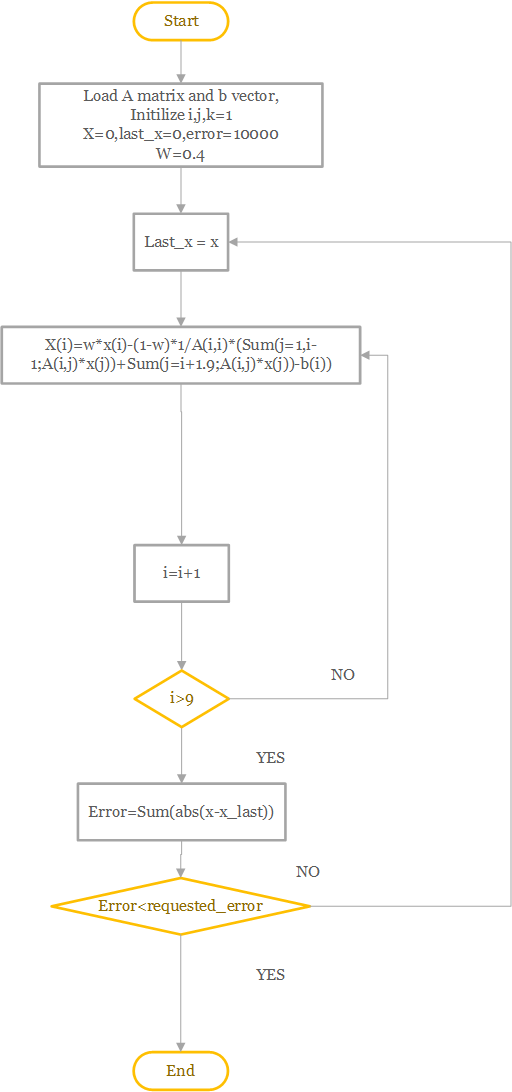 Start
Load A matrix and b vector,
Initilize i,j,k=1
X=0,last_x=0,error=10000
W=0.4
Last_x = x
X(i)=w*x(i)-(1-w)*1/A(i,i)*(Sum(j=1,i-
1;A(i,j)*x(j))+Sum(j=i+1.9;A(i,j)*x(j))-b(i))
i=i+1
NO
i>9
YES
Error=Sum(abs(x-x_last))
NO
Error<requested_error
YES
End